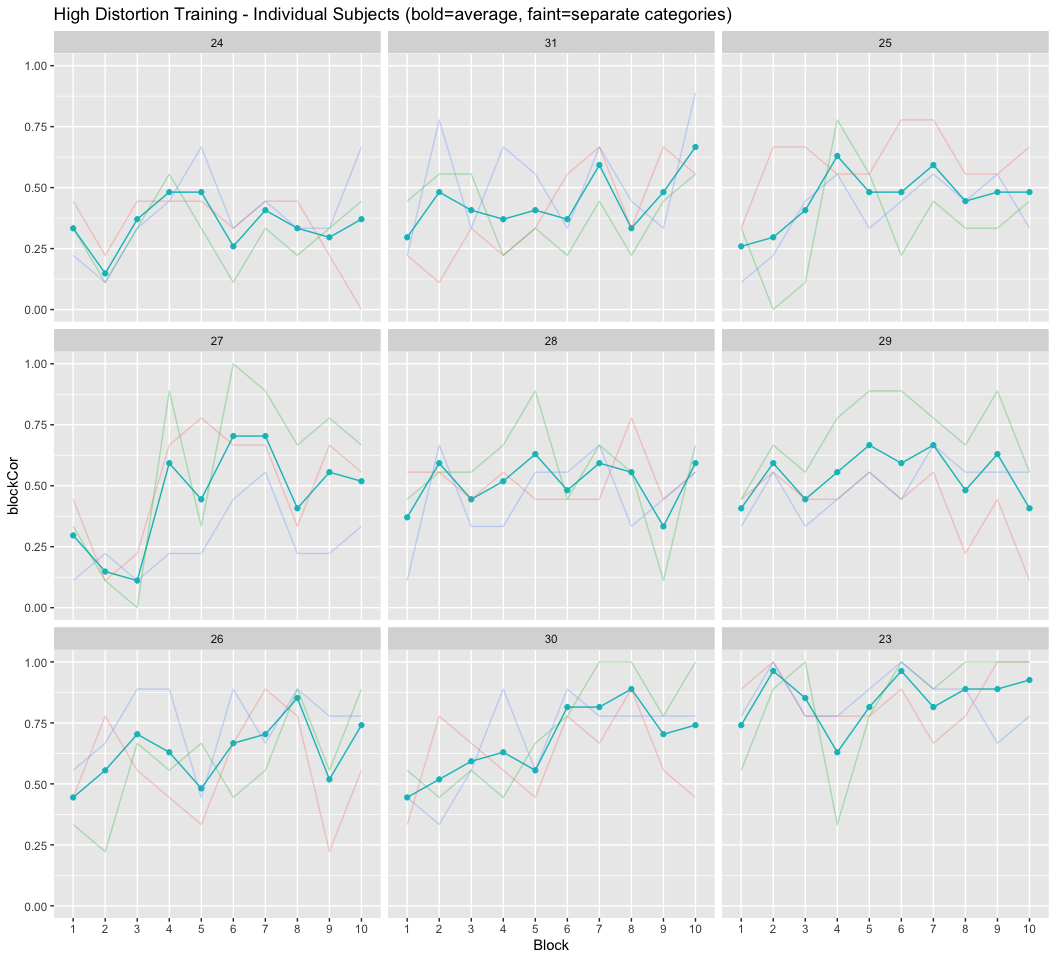 High Distortion Training - Individual Subjects (bold=average, faint=separate categories)
24 31 25
1.00
0.75
0.50
0.25
0.00
27 28 29
1.00
0.75
0.50
0.25
0.00
blockCor
26 30 23
1.00
0.75
0.50
0.25
0.00
1 2 3 4 5 6 7 8 9 10 1 2 3 4 5 6 7 8 9 10 1 2 3 4 5 6 7 8 9 10
Block